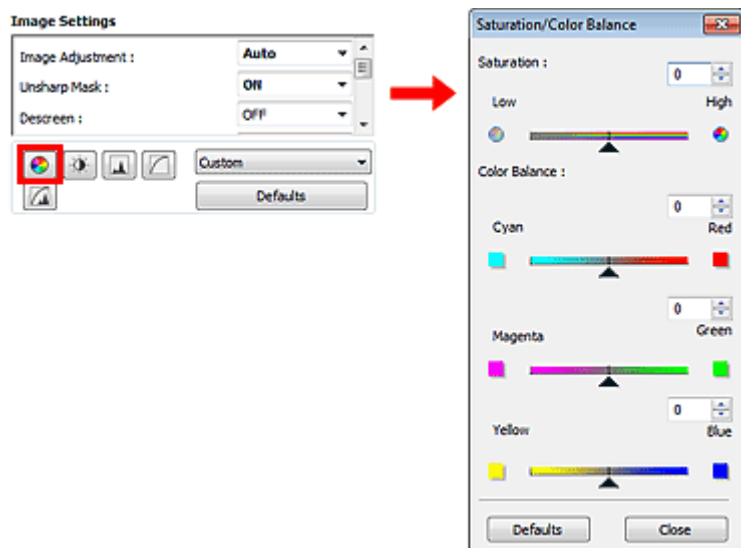 Image Settings
Image Adjustment :
Auto
Unsharp Mask :
ON
Descreen :
OFF
Custom
Defaults
Saturation/Color Balance
Saturation :
0
Low
High
Color Balance :
0
Cyan
Red
0
Magenta
Green
0
Yellow
Blue
Defaults
Close